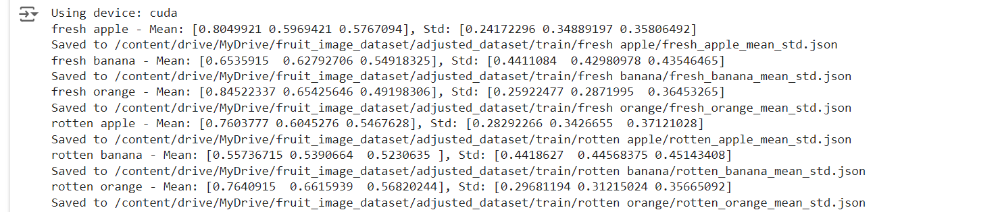 Using device: cuda
fresh apple - Mean: [0.8049921 0.5969421 0.5767094], Std: [0.24172296 0.34889197 0.35806492]
Saved to /content/drive/MyDrive/fruit_image_dataset/adjusted_dataset/train/fresh apple/fresh_apple_mean_std.json
fresh banana - Mean: [0.6535915  0.62792706 0.54918325], Std: [0.4411084  0.42980978 0.43546465]
Saved to /content/drive/MyDrive/fruit_image_dataset/adjusted_dataset/train/fresh banana/fresh_banana_mean_std.json
fresh orange - Mean: [0.84522337 0.65425646 0.49198306], Std: [0.25922477 0.2871995  0.36453265]
Saved to /content/drive/MyDrive/fruit_image_dataset/adjusted_dataset/train/fresh orange/fresh_orange_mean_std.json
rotten apple - Mean: [0.7603777 0.6045276 0.5467628], Std: [0.28292266 0.3426655  0.37121028]
Saved to /content/drive/MyDrive/fruit_image_dataset/adjusted_dataset/train/rotten apple/rotten_apple_mean_std.json
rotten banana - Mean: [0.55736715 0.5390664  0.5230635 ], Std: [0.4418627  0.44568375 0.45143408]
Saved to /content/drive/MyDrive/fruit_image_dataset/adjusted_dataset/train/rotten banana/rotten_banana_mean_std.json
rotten orange - Mean: [0.7640915  0.6615939  0.56820244], Std: [0.29681194 0.31215024 0.35665092]
Saved to /content/drive/MyDrive/fruit_image_dataset/adjusted_dataset/train/rotten orange/rotten_orange_mean_std.json